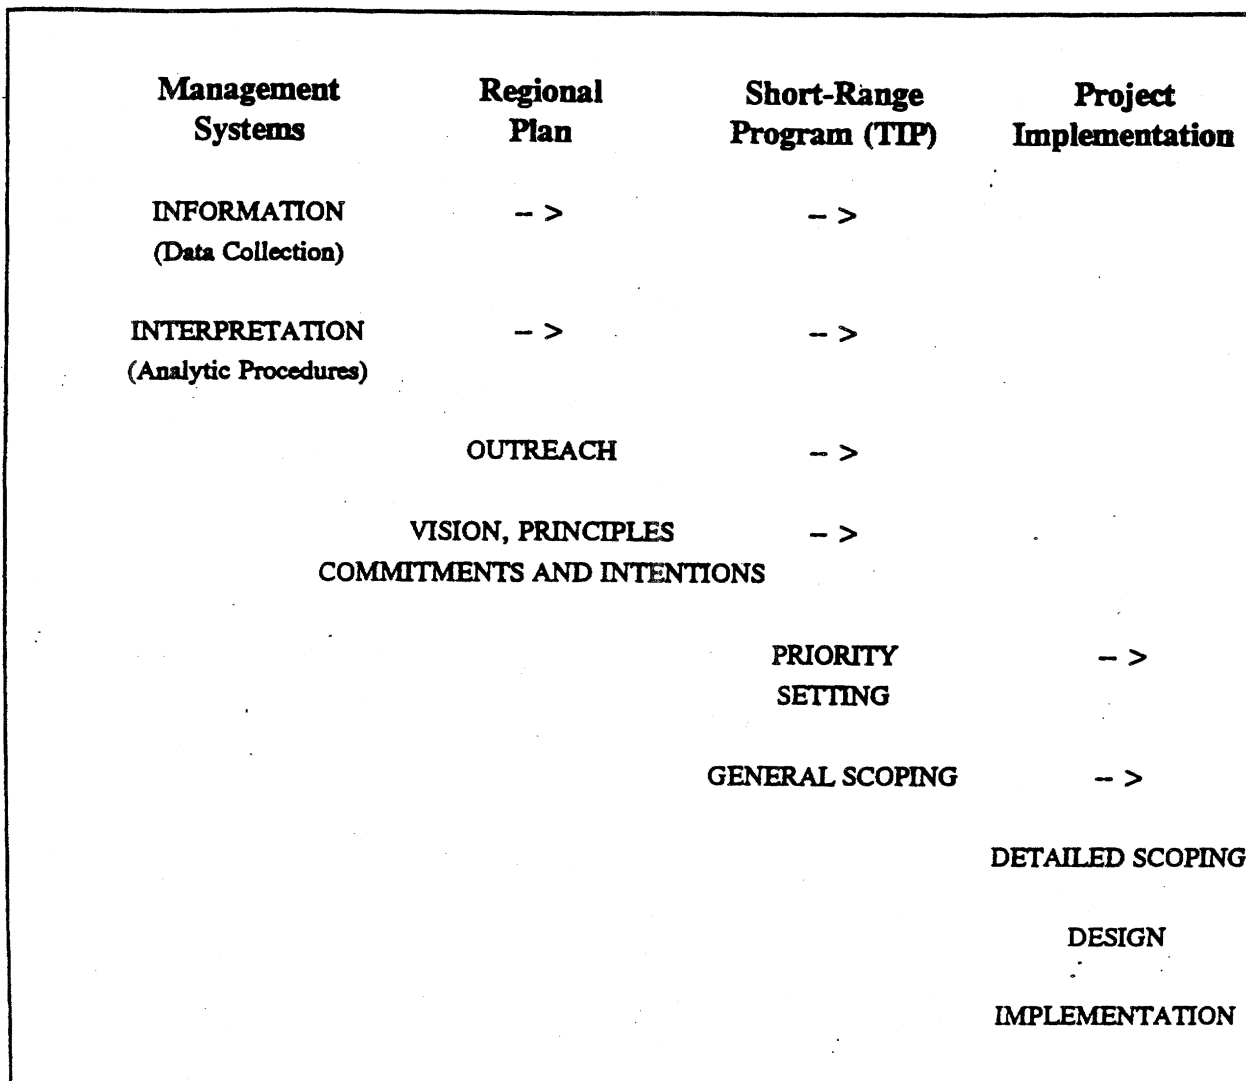 Management Regional Short-Range Project
Systems Plan Program (TIP) Implementation
INFORMATION -- > -- >
(Data Collection)
INTERPRETATION -- > -- >
(Analytic Procedures)
OUTREACH -- >
VISION, PRINCIPLES -- >
COMMITMENTS AND INTENTIONS
PRIORITY -- >
SETTING
GENERAL SCOPING -- >
DETAILED SCOPING
DESIGN
IMPLEMENTATION